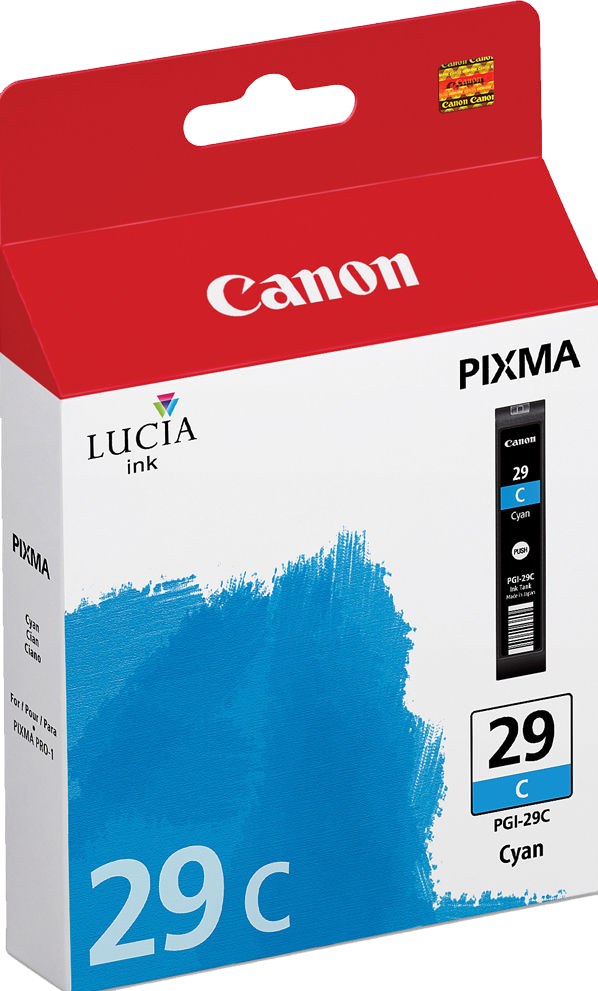 Canon Canon
Canon
Canon Canon
Canon
PIXMA
LUCIA
ink
Canon
29
C
Cyan
PUSH
PGI-29C
Ink Tank
Made in Japan
PIXMA
Cyan
Cian
Ciano
For / Pour / Para
PIXMA PRO-1
29
C
PGI-29C
Cyan
29 C